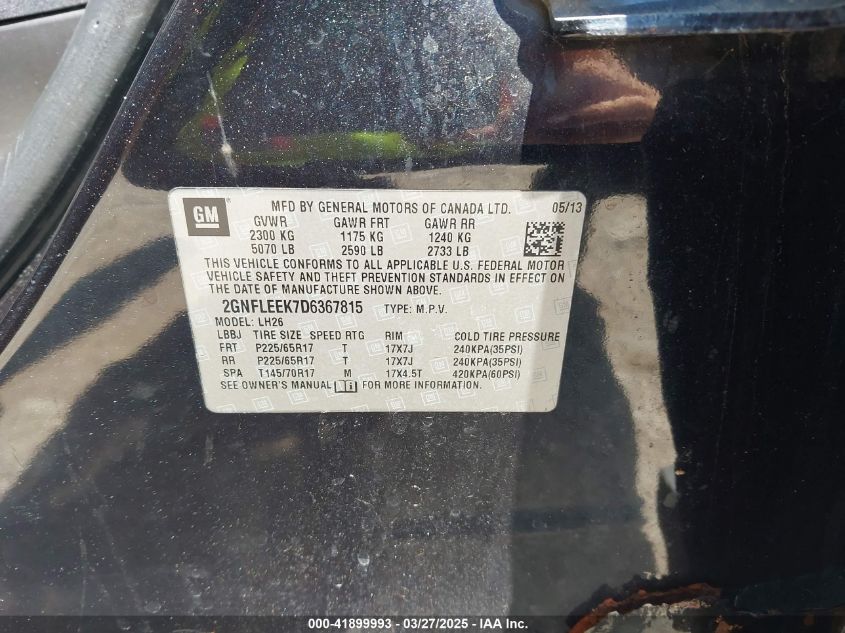 GM ® MFD BY GENERAL MOTORS OF CANADA LTD. 05/13
GVWR GAWR FRT GAWR RR
2300 KG 1175 KG 1240 KG
5070 LB 2590 LB 2733 LB
THIS VEHICLE CONFORMS TO ALL APPLICABLE U.S. FEDERAL MOTOR
VEHICLE SAFETY AND THEFT PREVENTION STANDARDS IN EFFECT ON
THE DATE OF MANUFACTURE SHOWN ABOVE.
2GNFLEEK7D6367815 TYPE: M.P.V.
MODEL: LH26
LBBJ TIRE SIZE SPEED RTG RIM COLD TIRE PRESSURE
FRT P225/65R17 T 17X7J 240KPA(35PSI)
RR P225/65R17 T 17X7J 240KPA(35PSI)
SPA T145/70R17 M 17X4.5T 420KPA(60PSI)
SEE OWNER'S MANUAL FOR MORE INFORMATION.
000-41899993 - 03/27/2025 - IAA Inc.